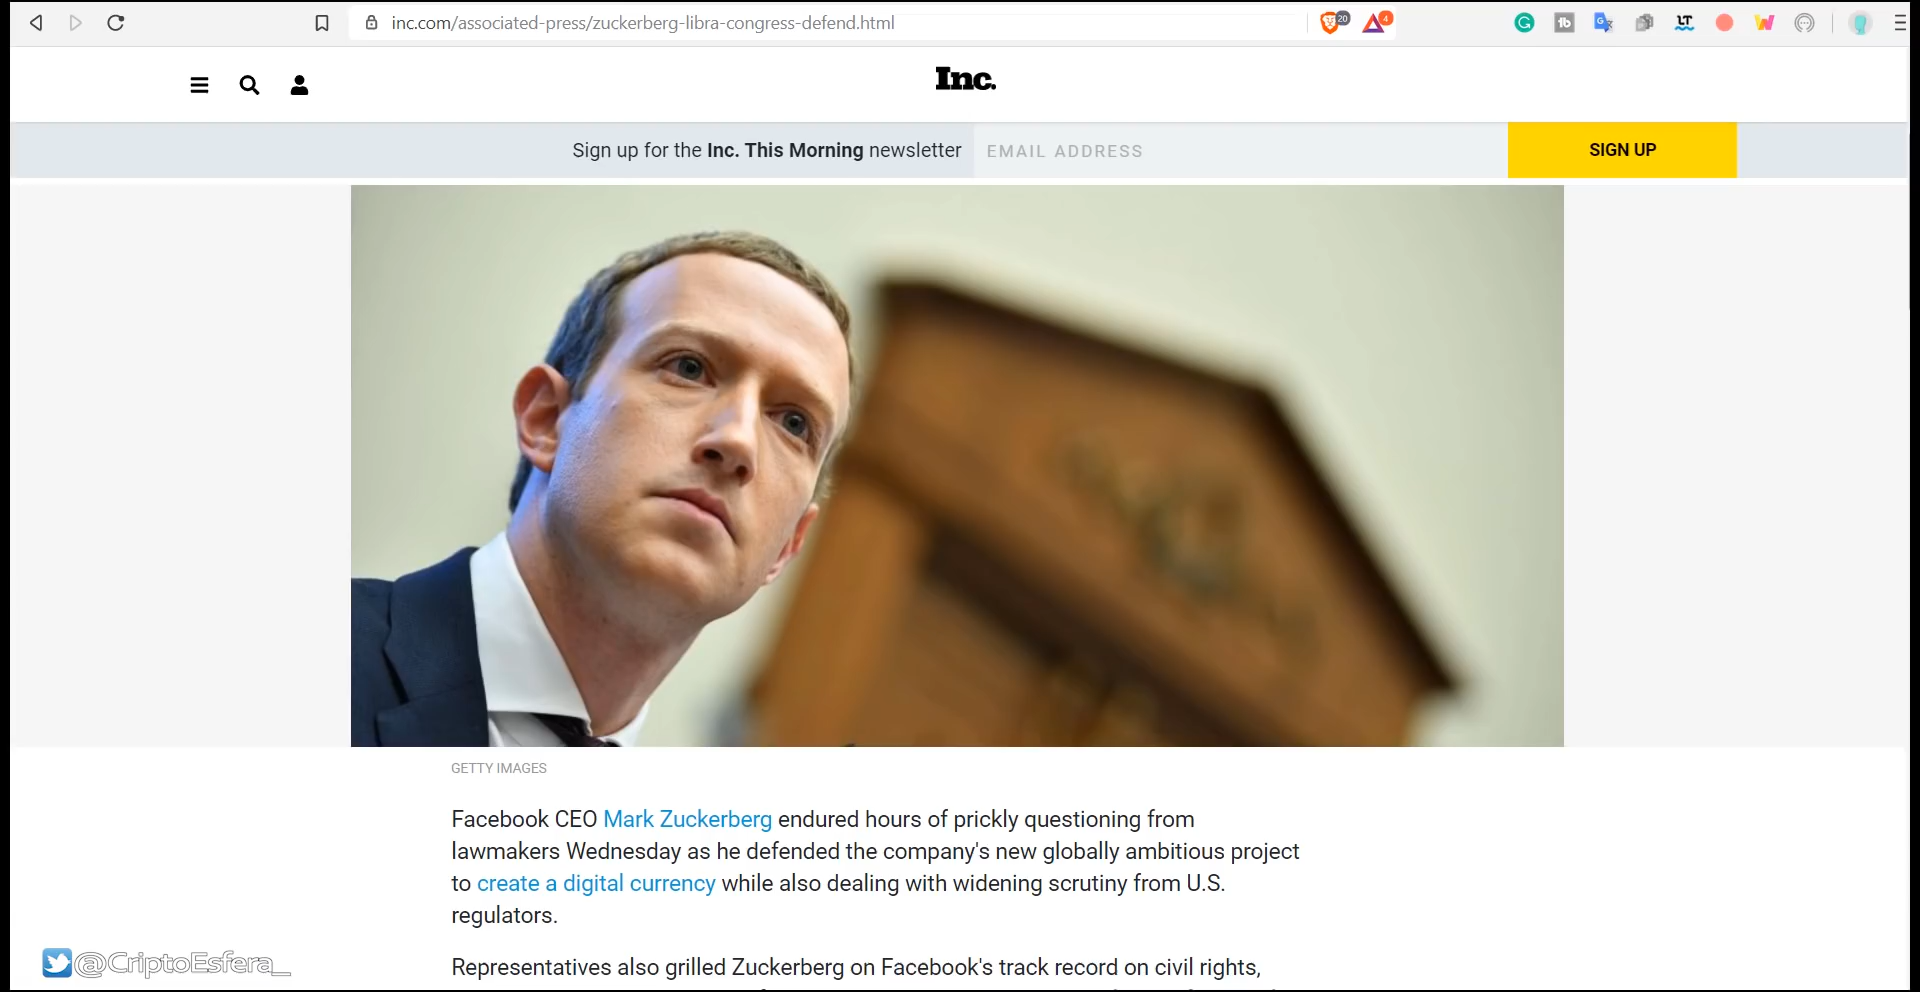 inc.com/associated-press/zuckerberg-libra-congress-defend.html
20
4
Inc.
Sign up for the Inc. This Morning newsletter
EMAIL ADDRESS
SIGN UP
GETTY IMAGES
Facebook CEO Mark Zuckerberg endured hours of prickly questioning from
lawmakers Wednesday as he defended the company's new globally ambitious project
to create a digital currency while also dealing with widening scrutiny from U.S.
regulators.
Representatives also grilled Zuckerberg on Facebook's track record on civil rights,
@CriptoEsfera_